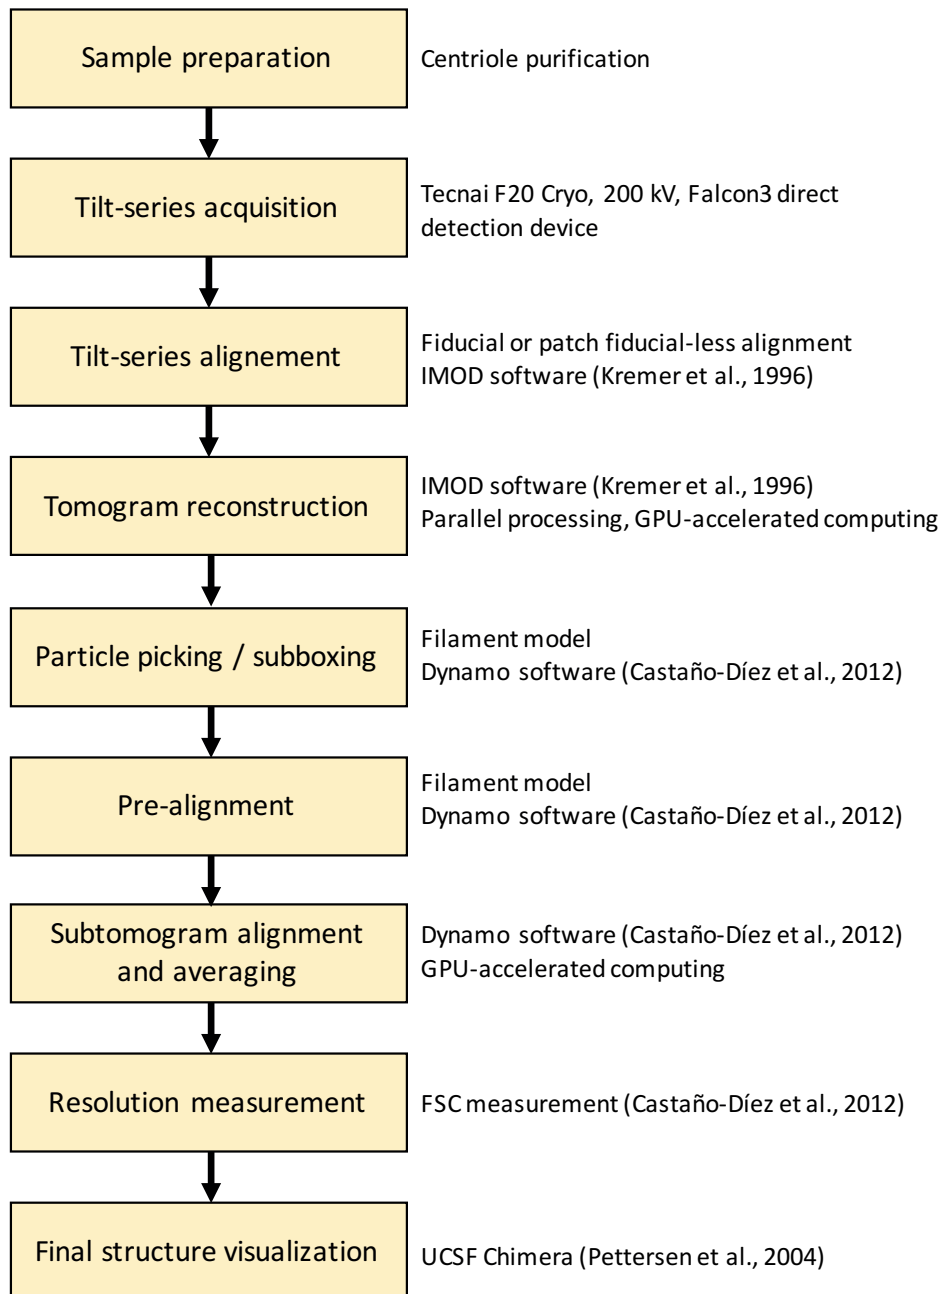 Sample preparation
Centriole purification
Tilt-series acquisition
Tecnai F20 Cryo, 200 kV, Falcon3 direct
detection device
Tilt-series alignement
Fiducial or patch fiducial-less alignment
IMOD software (Kremer et al., 1996)
Tomogram reconstruction
IMOD software (Kremer et al., 1996)
Parallel processing, GPU-accelerated computing
Particle picking / subboxing
Filament model
Dynamo software (Castaño-Díez et al., 2012)
Pre-alignment
Filament model
Dynamo software (Castaño-Díez et al., 2012)
Subtomogram alignment
and averaging
Dynamo software (Castaño-Díez et al., 2012)
GPU-accelerated computing
Resolution measurement
FSC measurement (Castaño-Díez et al., 2012)
Final structure visualization
UCSF Chimera (Pettersen et al., 2004)